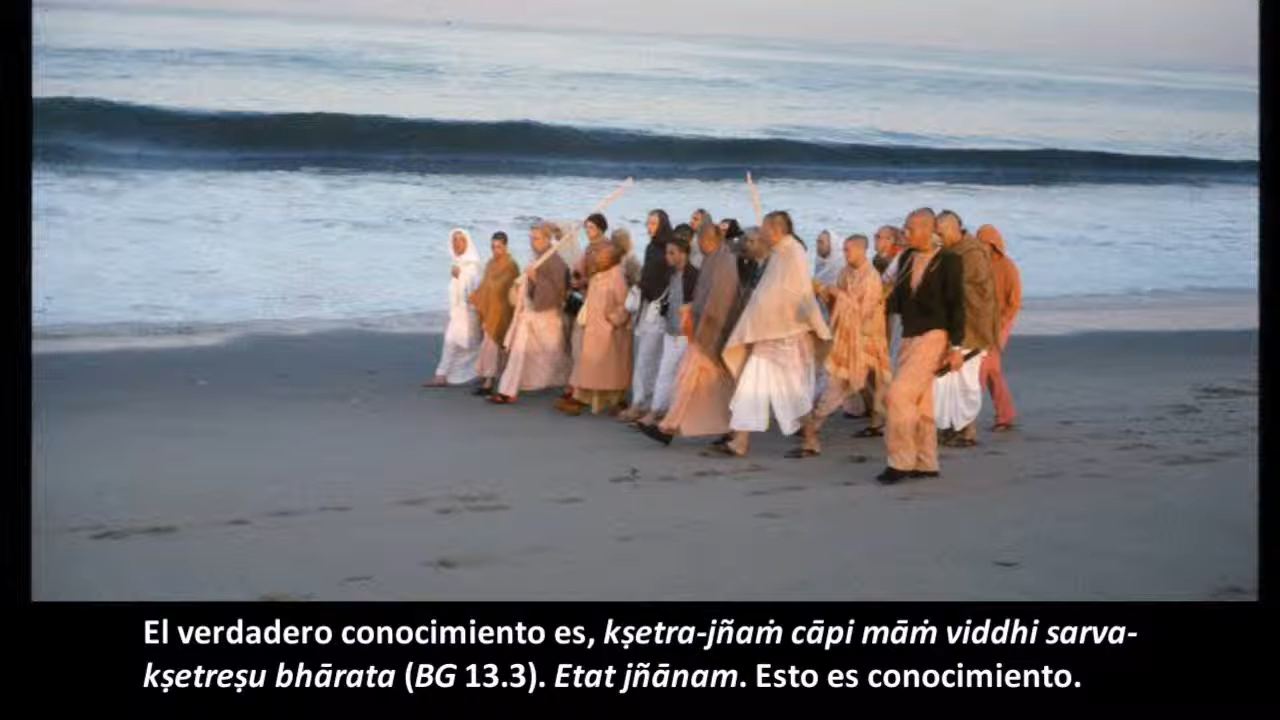 El verdadero conocimiento es, kṣetra-jñaṁ cāpi māṁ viddhi sarva-
kṣetreṣu bhārata (BG 13.3). Etat jñānam. Esto es conocimiento.